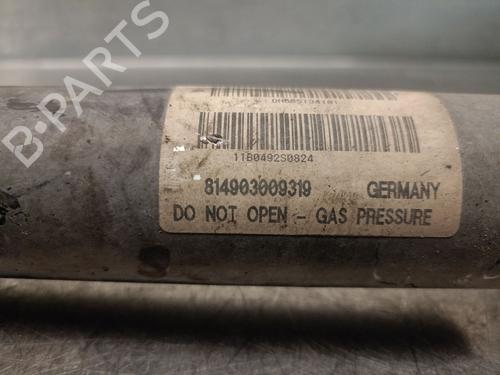 B-PARTS
11B0492S0824
814903009319 GERMANY
DO NOT OPEN - GAS PRESSURE